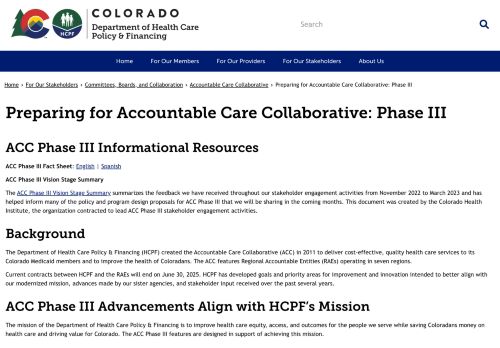 COLORADO
Department of Health Care
Policy & Financing
HCPF
Search
Home
For Our Members
For Our Providers
For Our Stakeholders
About Us
Home › For Our Stakeholders › Committees, Boards, and Collaboration › Accountable Care Collaborative › Preparing for Accountable Care Collaborative: Phase III
Preparing for Accountable Care Collaborative: Phase III
ACC Phase III Informational Resources
ACC Phase III Fact Sheet: English | Spanish
ACC Phase III Vision Stage Summary
The ACC Phase III Vision Stage Summary summarizes the feedback we have received throughout our stakeholder engagement activities from November 2022 to March 2023 and has
helped inform many of the policy and program design proposals for ACC Phase III that we will be sharing in the coming months. This document was created by the Colorado Health
Institute, the organization contracted to lead ACC Phase III stakeholder engagement activities.
Background
The Department of Health Care Policy & Financing (HCPF) created the Accountable Care Collaborative (ACC) in 2011 to deliver cost-effective, quality health care services to its
Colorado Medicaid members and to improve the health of Coloradans. The ACC features Regional Accountable Entities (RAEs) operating in seven regions.
Current contracts between HCPF and the RAEs will end on June 30, 2025. HCPF has developed goals and priority areas for improvement and innovation intended to better align with
our modernized mission, advances made by our sister agencies, and stakeholder input received over the past several years.
ACC Phase III Advancements Align with HCPF's Mission
The mission of the Department of Health Care Policy & Financing is to improve health care equity, access, and outcomes for the people we serve while saving Coloradans money on
health care and driving value for Colorado. The ACC Phase III features are designed in support of achieving this mission.